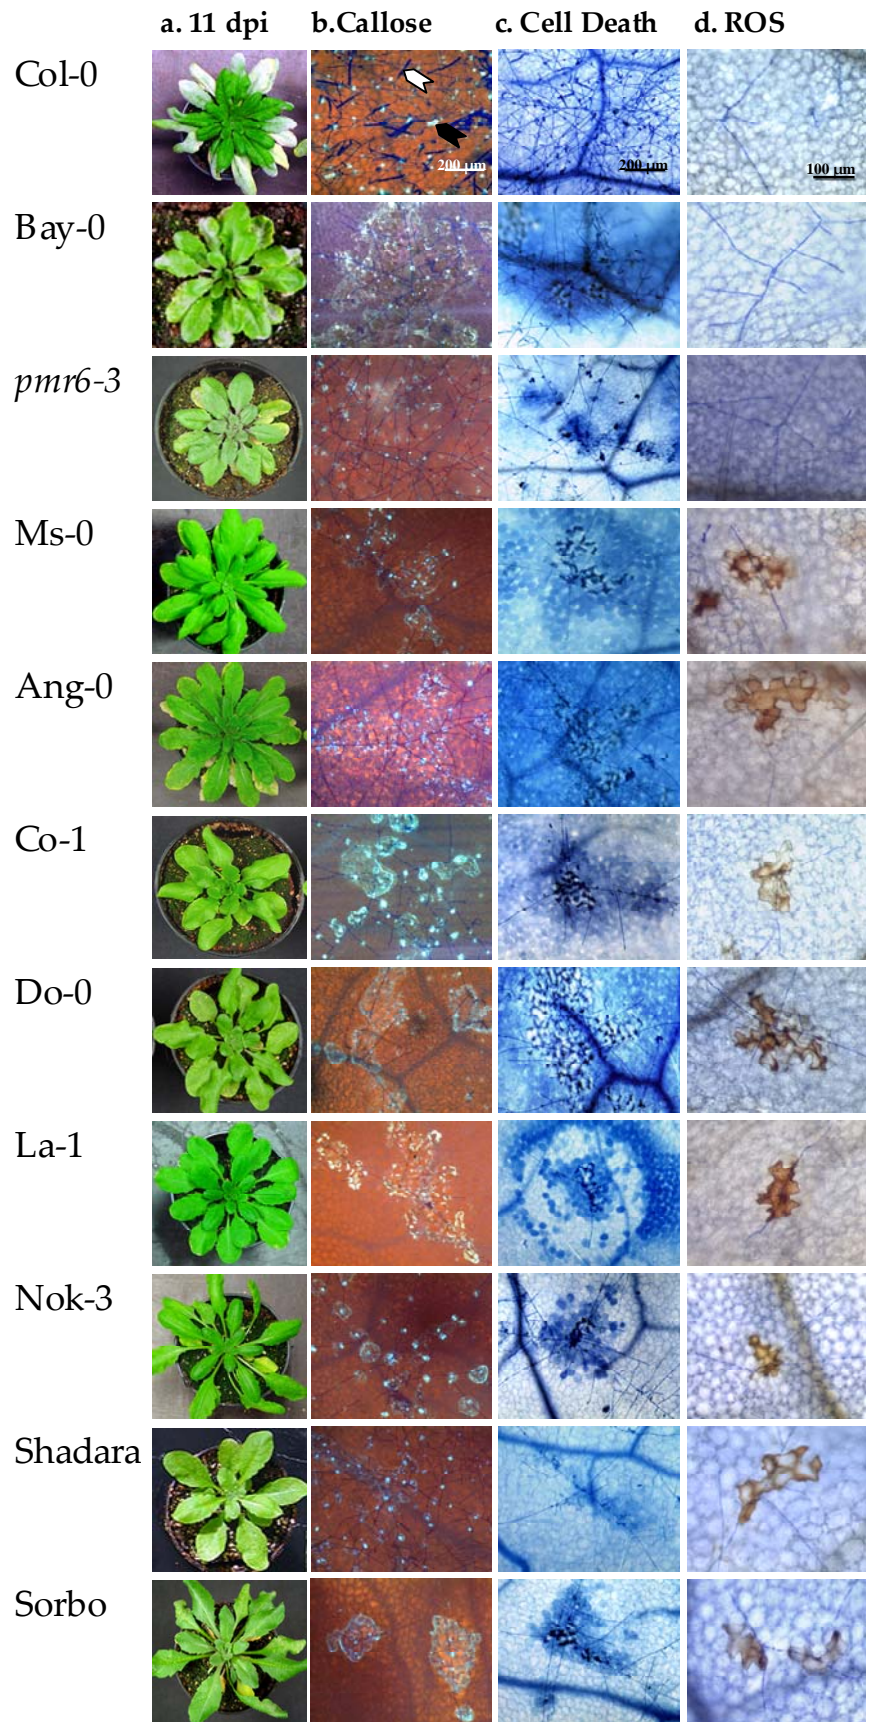 a. 11 dpi b.Callose c. Cell Death d. ROS
Col-0
200 µm 200 µm 100 µm
Bay-0
pmr6-3
Ms-0
Ang-0
Co-1
Do-0
La-1
Nok-3
Shadara
Sorbo